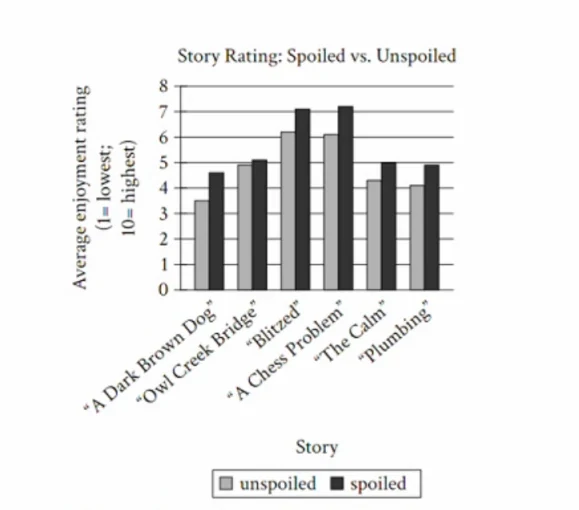 Story Rating: Spoiled vs. Unspoiled
Average enjoyment rating
(1= lowest;
10= highest)
8
7
6
5
4
3
2
1
0
“A Dark Brown Dog”
“Owl Creek Bridge”
“Blitzed”
“A Chess Problem”
“The Calm”
“Plumbing”
Story
unspoiled spoiled